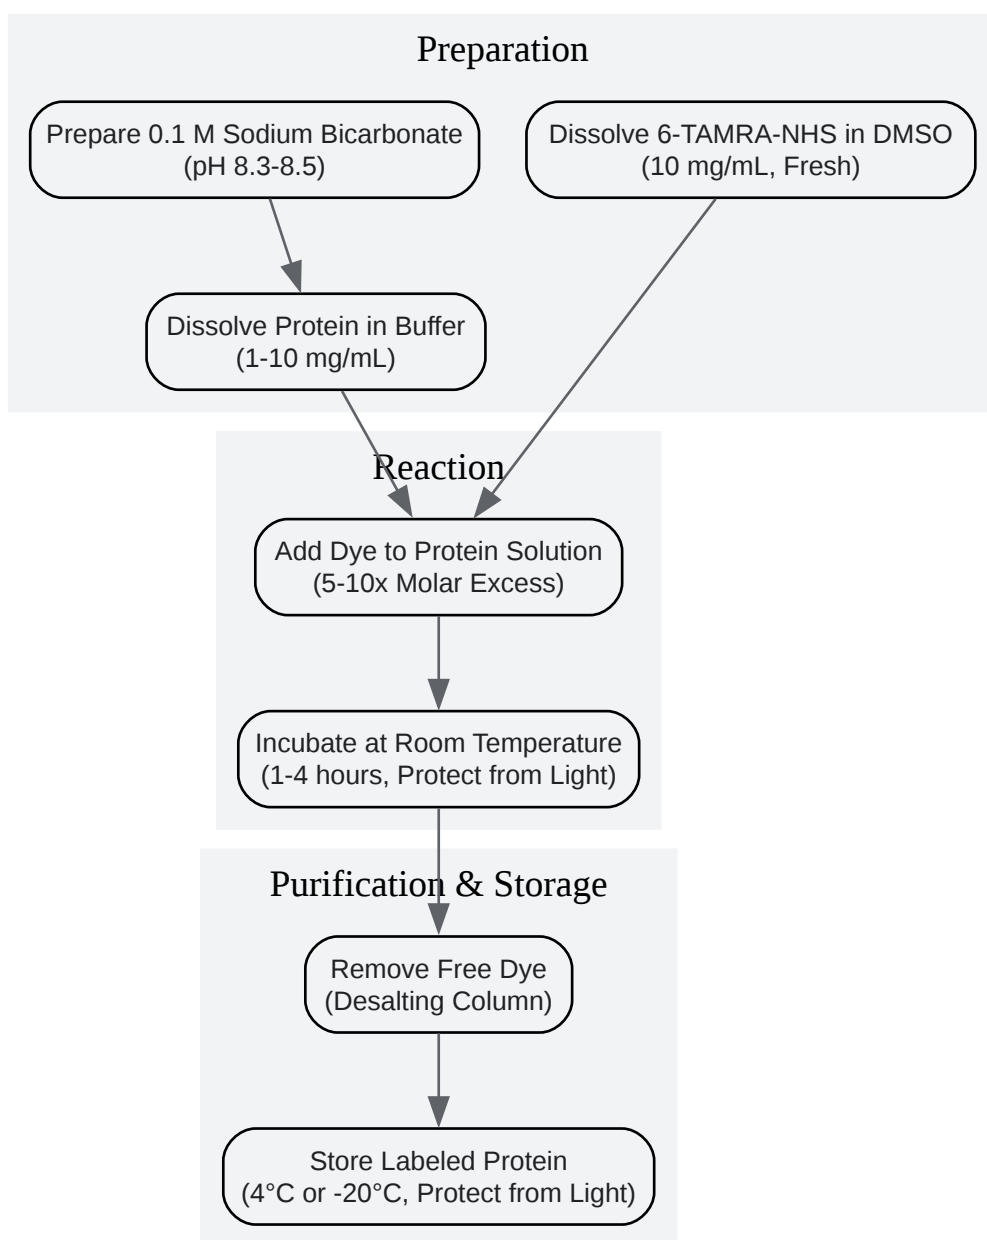 Preparation
Prepare 0.1 M Sodium Bicarbonate
(pH 8.3-8.5)
Dissolve 6-TAMRA-NHS in DMSO
(10 mg/mL, Fresh)
Dissolve Protein in Buffer
(1-10 mg/mL)
Reaction
Add Dye to Protein Solution
(5-10x Molar Excess)
Incubate at Room Temperature
(1-4 hours, Protect from Light)
Purification & Storage
Remove Free Dye
(Desalting Column)
Store Labeled Protein
(4°C or -20°C, Protect from Light)